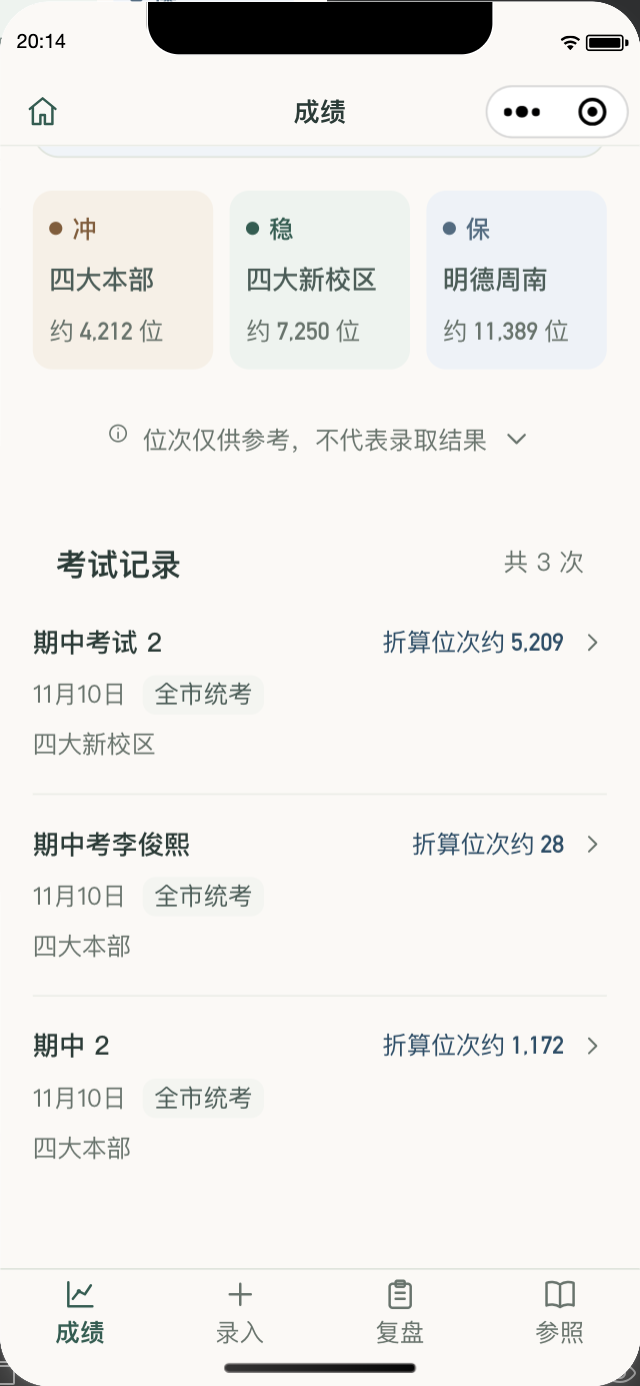 20:14
成绩
冲
四大本部
约 4,212 位
稳
四大新校区
约 7,250 位
保
明德周南
约 11,389 位
位次仅供参考，不代表录取结果
考试记录
共 3 次
期中考试 2
折算位次约 5,209
11月10日 全市统考
四大新校区
期中考李俊熙
折算位次约 28
11月10日 全市统考
四大本部
期中 2
折算位次约 1,172
11月10日 全市统考
四大本部
成绩
录入
复盘
参照